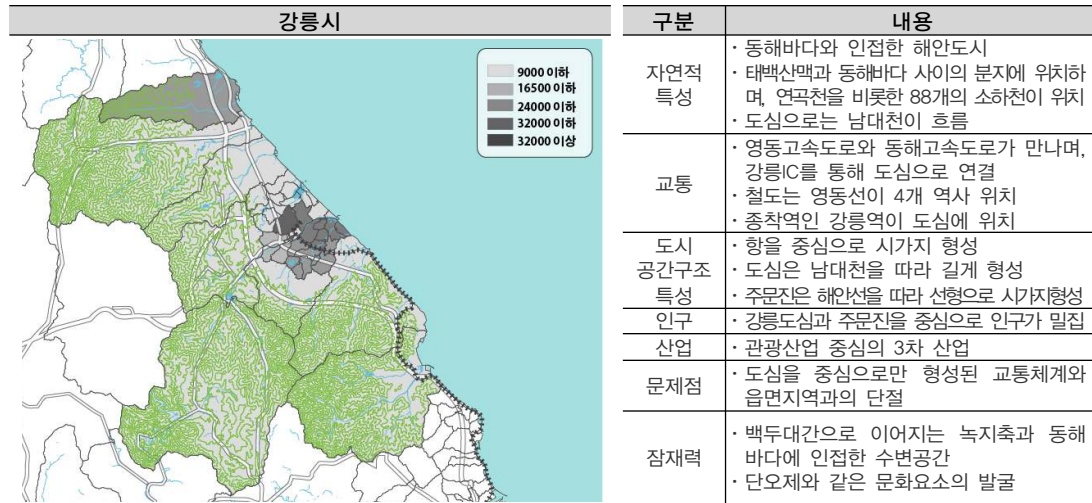 강릉시
9000 이하
16500 이하
24000 이하
32000 이하
32000 이상
구분 내용
자연적
특성
· 동해바다와 인접한 해안도시
· 태백산맥과 동해바다 사이의 분지에 위치하
며, 연곡천을 비롯한 88개의 소하천이 위치
· 도심으로는 남대천이 흐름
교통
· 영동고속도로와 동해고속도로가 만나며,
강릉IC를 통해 도심으로 연결
· 철도는 영동선이 4개 역사 위치
· 종착역인 강릉역이 도심에 위치
도시
공간구조
특성
· 항을 중심으로 시가지 형성
· 도심은 남대천을 따라 길게 형성
· 주문진은 해안선을 따라 선형으로 시가지형성
인구
· 강릉도심과 주문진을 중심으로 인구가 밀집
산업
· 관광산업 중심의 3차 산업
문제점
· 도심을 중심으로만 형성된 교통체계와
읍면지역과의 단절
잠재력
· 백두대간으로 이어지는 녹지축과 동해
바다에 인접한 수변공간
· 단오제와 같은 문화요소의 발굴